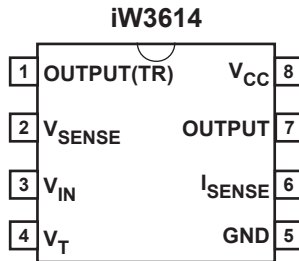 iW3614
1 OUTPUT(TR) VCC 8
2 VSENSE OUTPUT 7
3 VIN ISENSE 6
4 VT GND 5